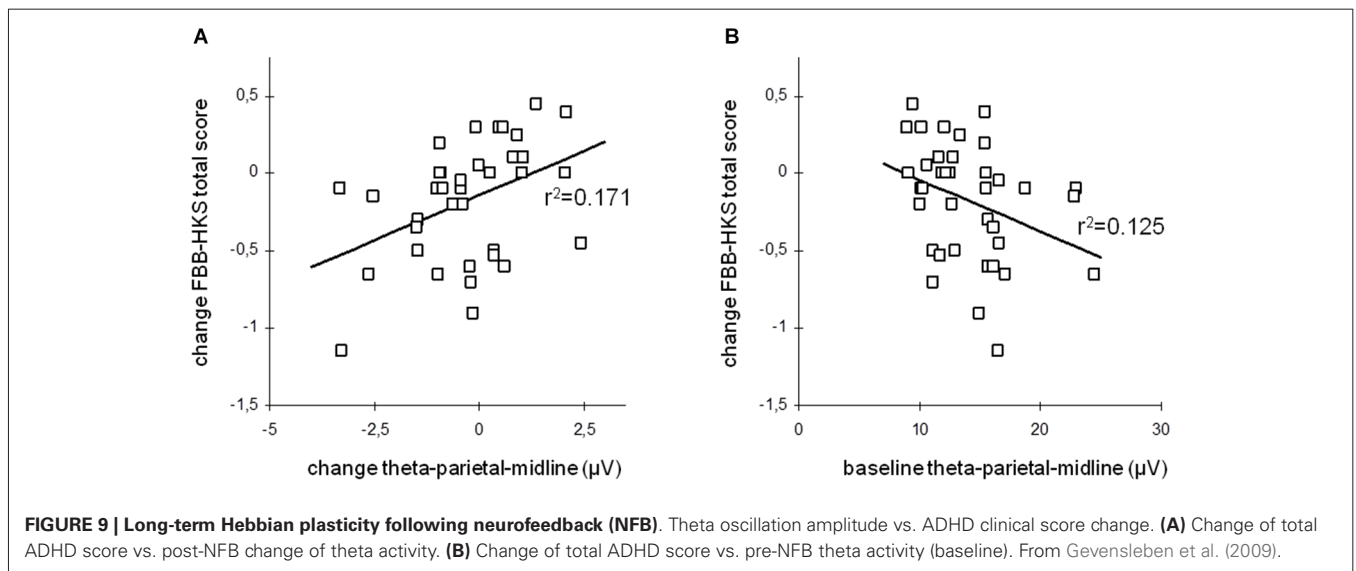 A
B
change FBB-HKS total score
0,5
0
-0,5
-1
-1,5
-5
-2,5
0
2,5
r²=0.171
change theta-parietal-midline (µV)
change FBB-HKS total score
0,5
0
-0,5
-1
-1,5
0
10
20
30
r²=0.125
baseline theta-parietal-midline (µV)
FIGURE 9 | Long-term Hebbian plasticity following neurofeedback (NFB). Theta oscillation amplitude vs. ADHD clinical score change. (A) Change of total
ADHD score vs. post-NFB change of theta activity. (B) Change of total ADHD score vs. pre-NFB theta activity (baseline). From Gevensleben et al. (2009).